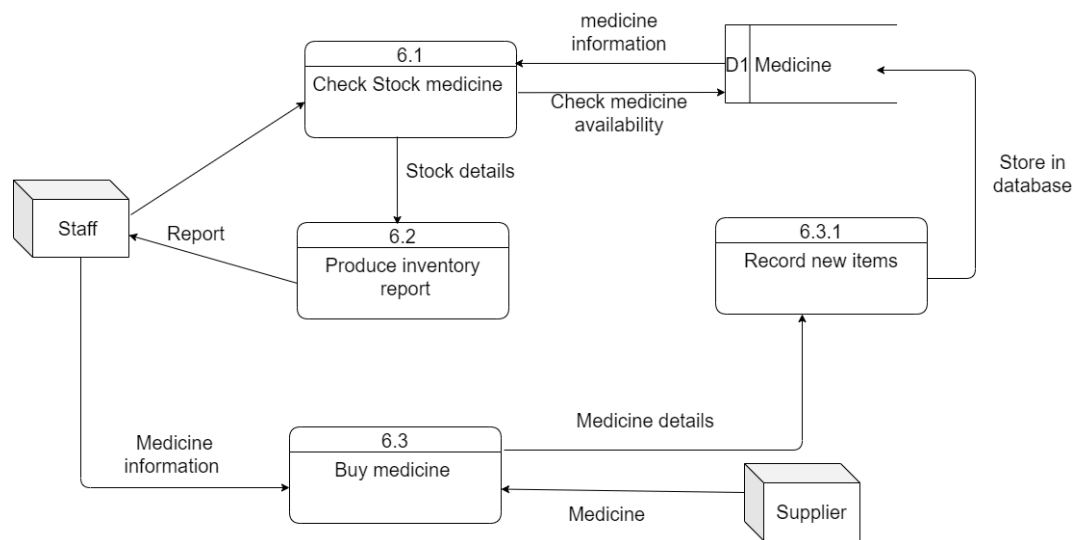 medicine
information
6.1
Check Stock medicine
D1 Medicine
Check medicine
availability
Stock details
Store in
database
Staff
Report
6.2
Produce inventory
report
6.3.1
Record new items
Medicine
information
6.3
Buy medicine
Medicine details
Medicine
Supplier